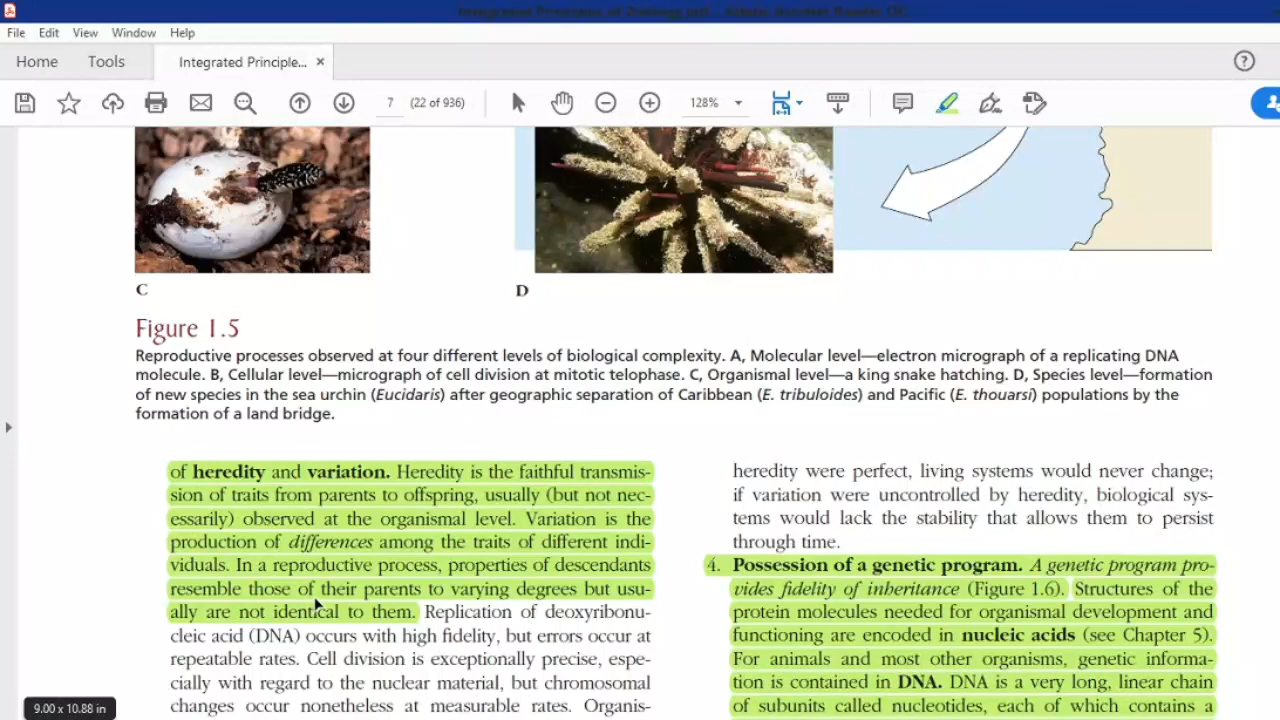 Integrated Principles of Zoology.pdf - Adobe Acrobat Reader DC
File Edit View Window Help
Home Tools Integrated Principle... ×
7 (22 of 936) 128%
C
D
Figure 1.5
Reproductive processes observed at four different levels of biological complexity. A, Molecular level—electron micrograph of a replicating DNA
molecule. B, Cellular level—micrograph of cell division at mitotic telophase. C, Organismal level—a king snake hatching. D, Species level—formation
of new species in the sea urchin (Eucidaris) after geographic separation of Caribbean (E. tribuloides) and Pacific (E. thouarsi) populations by the
formation of a land bridge.
of heredity and variation. Heredity is the faithful transmis-
sion of traits from parents to offspring, usually (but not nec-
essarily) observed at the organismal level. Variation is the
production of differences among the traits of different indi-
viduals. In a reproductive process, properties of descendants
resemble those of their parents to varying degrees but usu-
ally are not identical to them. Replication of deoxyribonu-
cleic acid (DNA) occurs with high fidelity, but errors occur at
repeatable rates. Cell division is exceptionally precise, espe-
cially with regard to the nuclear material, but chromosomal
changes occur nonetheless at measurable rates. Organis-
heredity were perfect, living systems would never change;
if variation were uncontrolled by heredity, biological sys-
tems would lack the stability that allows them to persist
through time.
4. Possession of a genetic program. A genetic program pro-
vides fidelity of inheritance (Figure 1.6). Structures of the
protein molecules needed for organismal development and
functioning are encoded in nucleic acids (see Chapter 5).
For animals and most other organisms, genetic informa-
tion is contained in DNA. DNA is a very long, linear chain
of subunits called nucleotides, each of which contains a
9.00 x 10.88 in